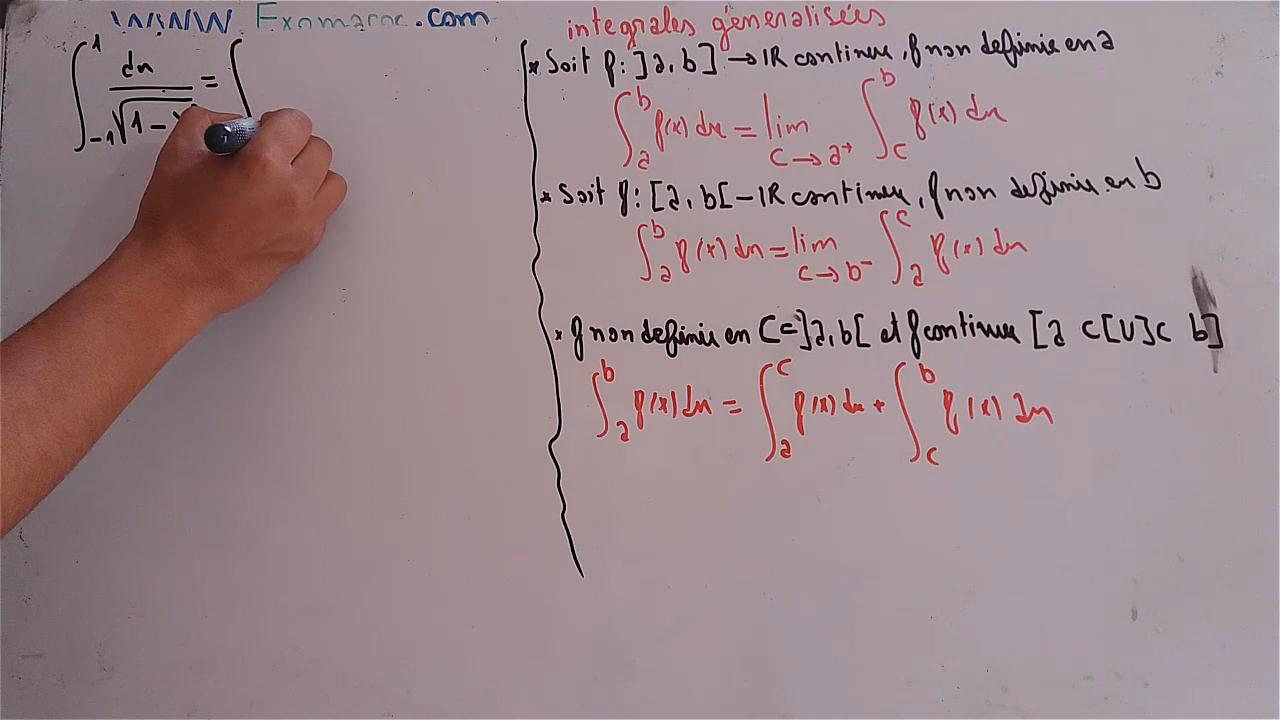 WWW Exomaroc.com
∫_{-1}^{1} dx / √1 - = ∫
integrales géneralisées
* Soit f : ]a, b] → IR continue, f non definie en a
∫_a^b f(x) dx = lim_{c→a⁺} ∫_c^b f(x) dx
* Soit f : [a, b[ - IR continue, f non definie en b
∫_a^b f(x) dx = lim_{c→b⁻} ∫_a^c f(x) dx
* f non definie en C=]a, b[ et f continue [a c[U]c b]
∫_a^b f(x) dx = ∫_a^c f(x) dx + ∫_c^b f(x) dx